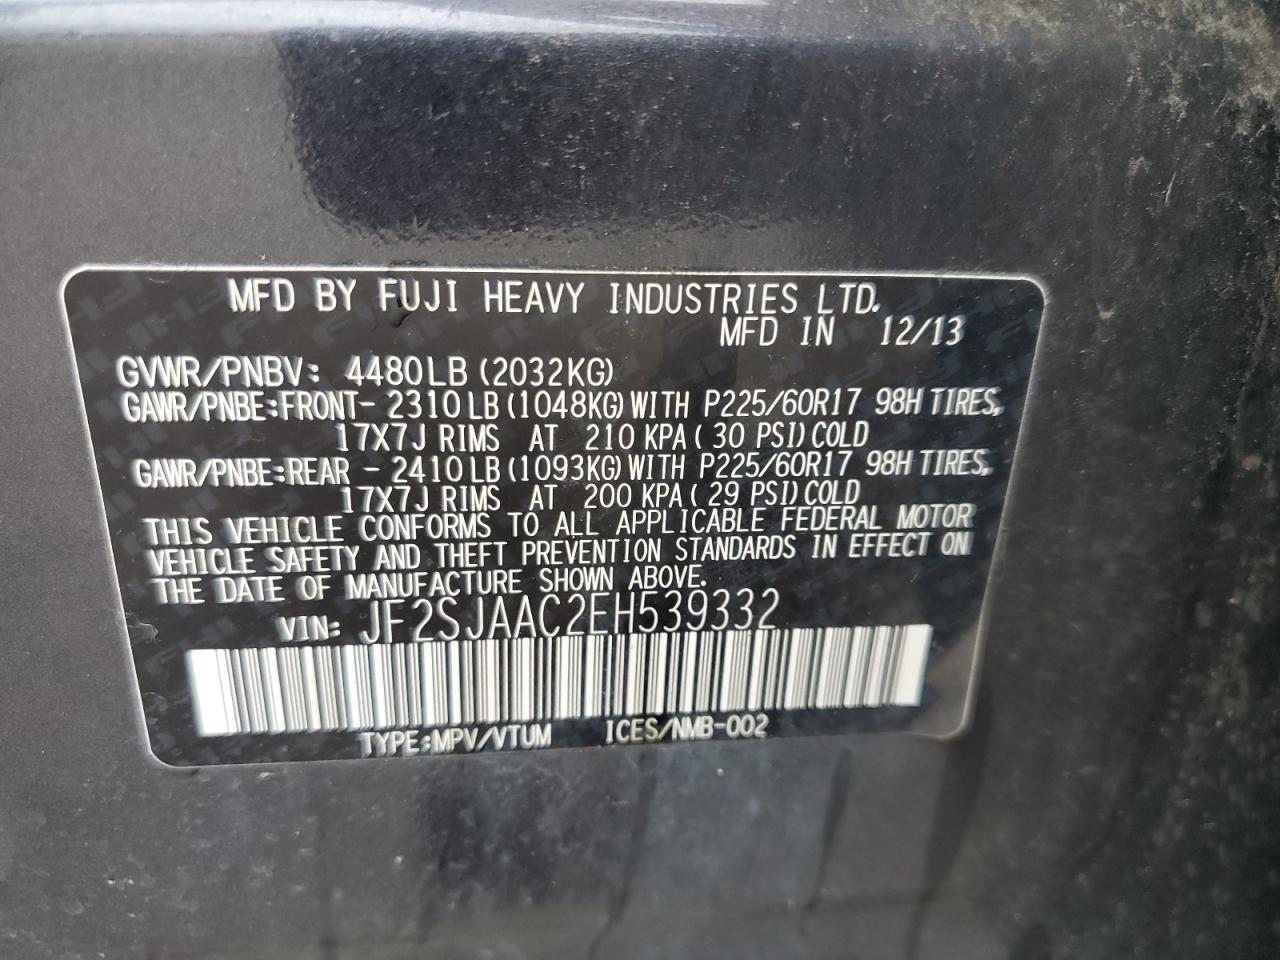 MFD BY FUJI HEAVY INDUSTRIES LTD.
MFD IN 12/13
GVWR/PNBV: 4480LB (2032KG)
GAWR/PNBE:FRONT- 2310LB(1048KG)WITH P225/60R17 98H TIRES,
17X7J RIMS AT 210 KPA( 30 PSI)COLD
GAWR/PNBE:REAR - 2410LB(1093KG)WITH P225/60R17 98H TIRES,
17X7J RIMS AT 200 KPA( 29 PSI)COLD
THIS VEHICLE CONFORMS TO ALL APPLICABLE FEDERAL MOTOR
VEHICLE SAFETY AND THEFT PREVENTION STANDARDS IN EFFECT ON
THE DATE OF MANUFACTURE SHOWN ABOVE.
VIN: JF2SJAAC2EH539332
TYPE:MPV/VTUM ICES/NMB-002